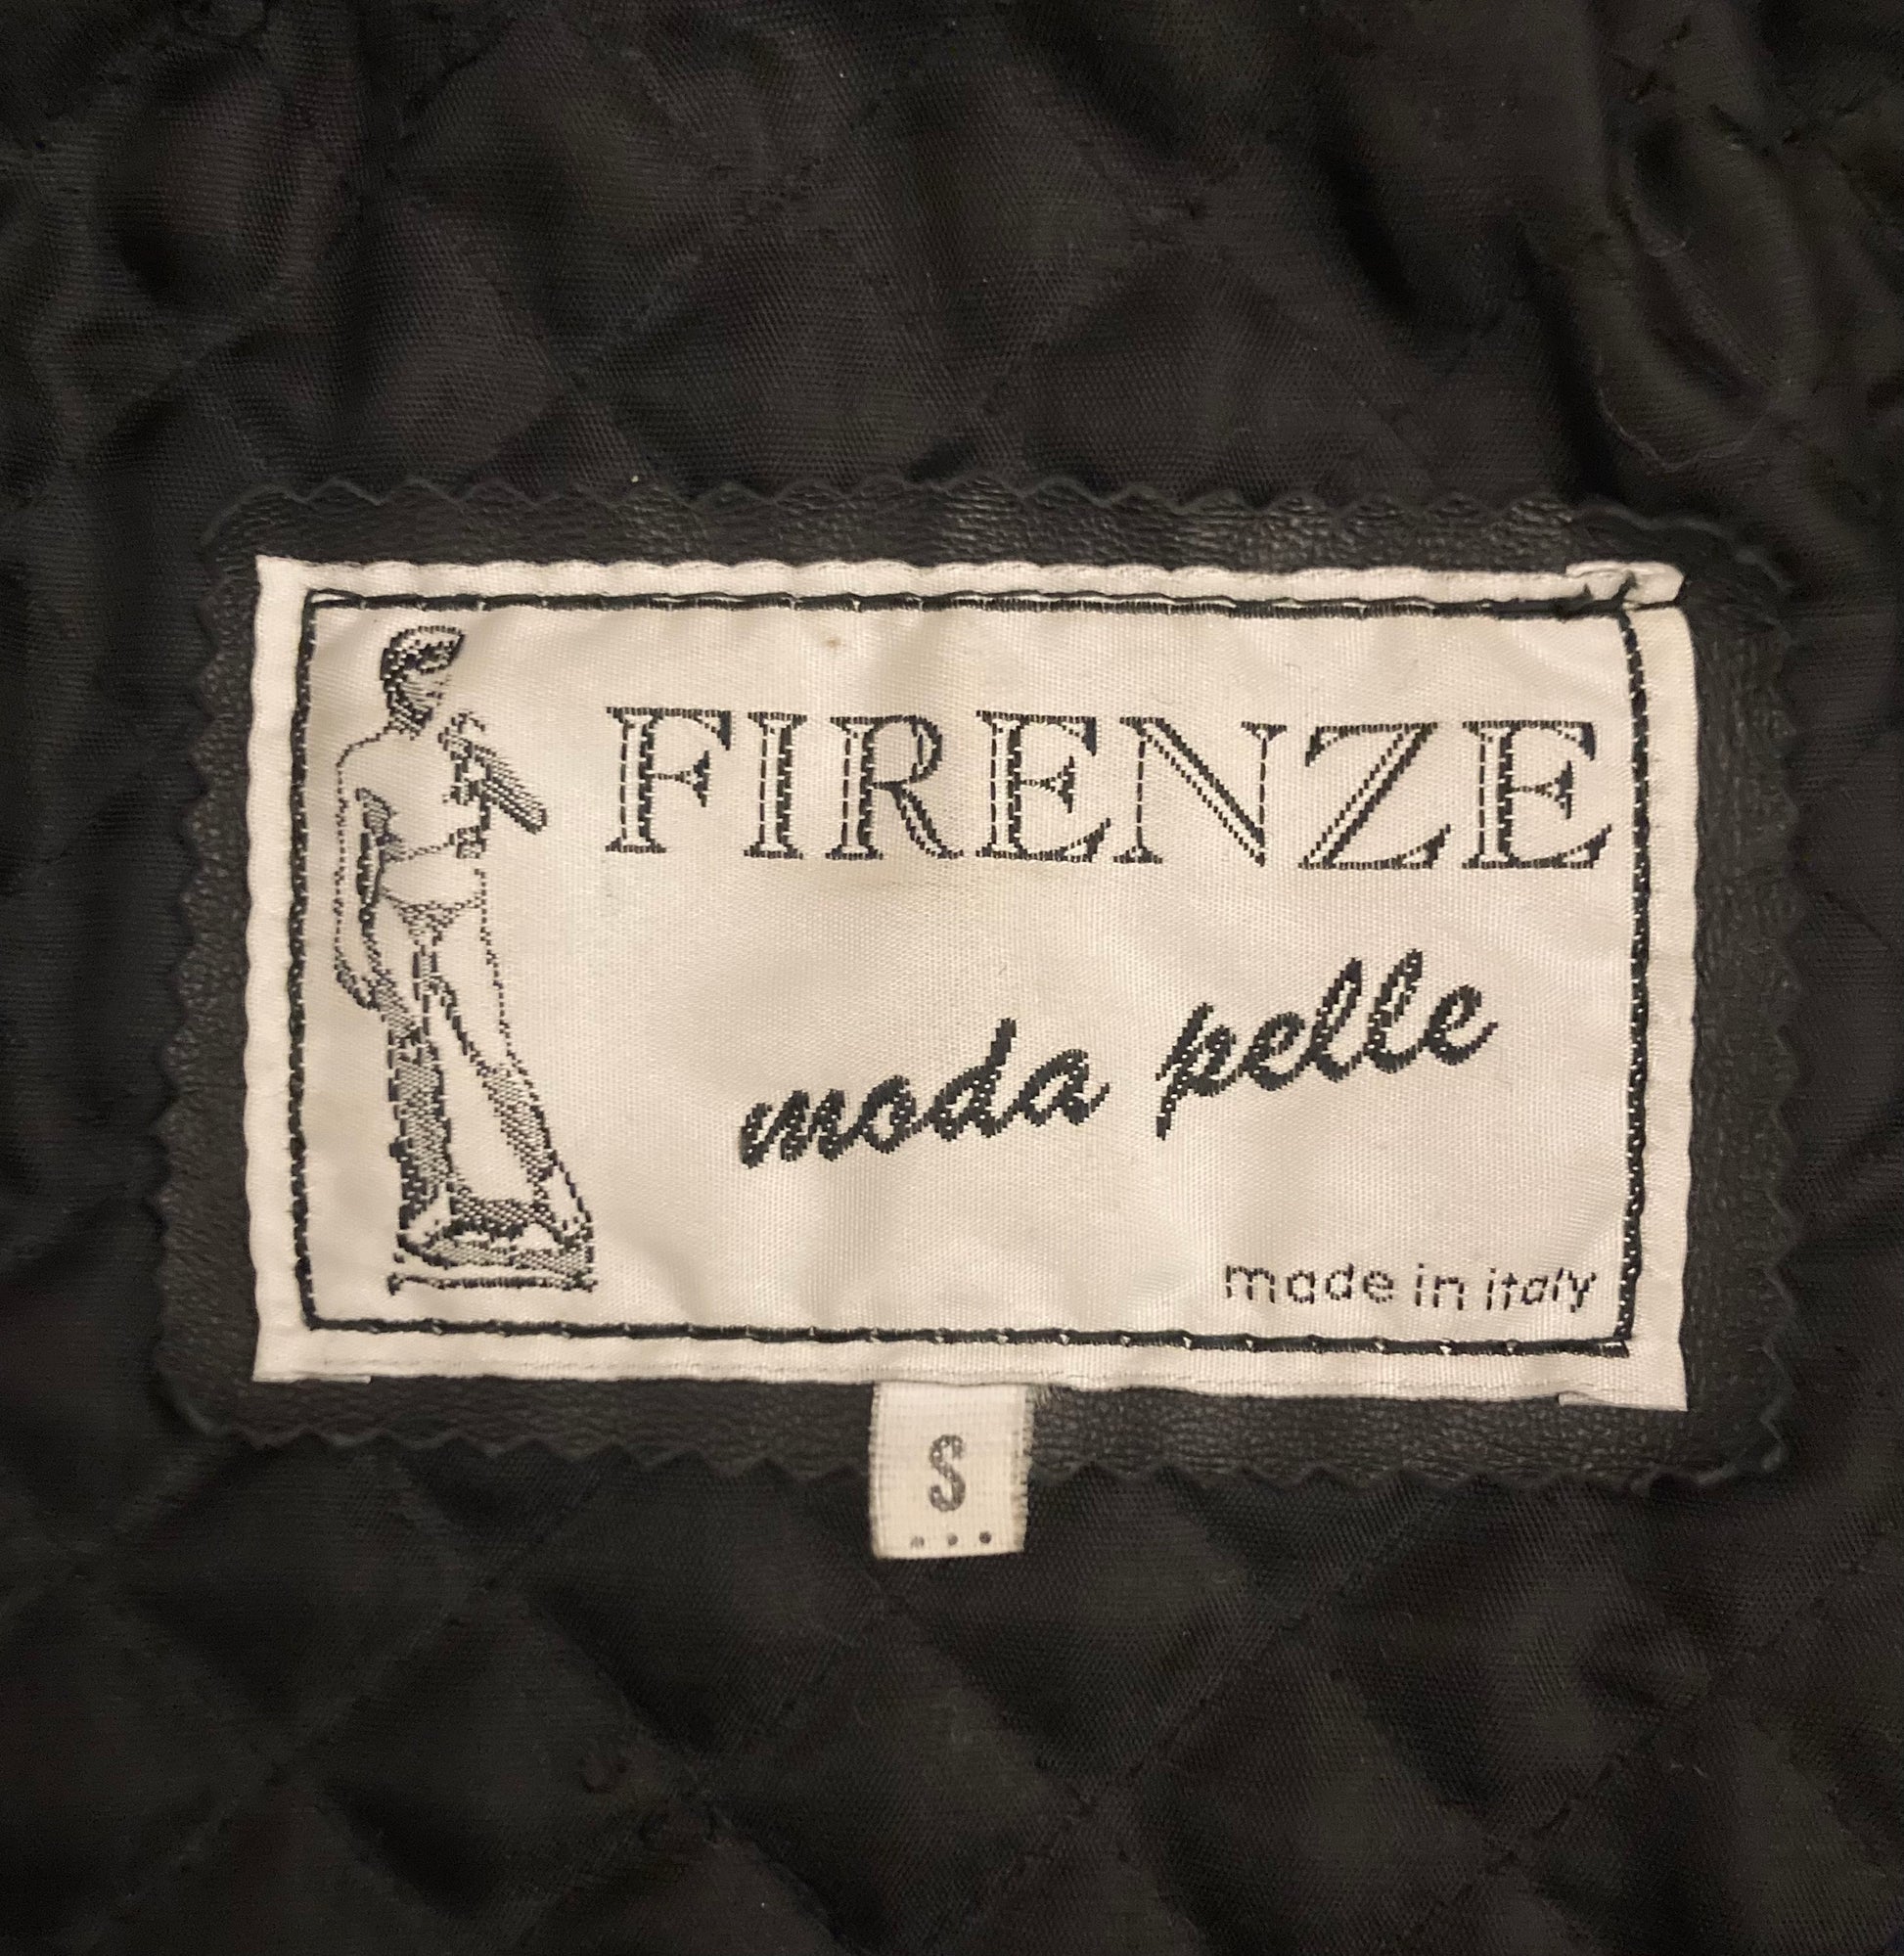 FIRENZE
moda pelle
made in italy
S
...